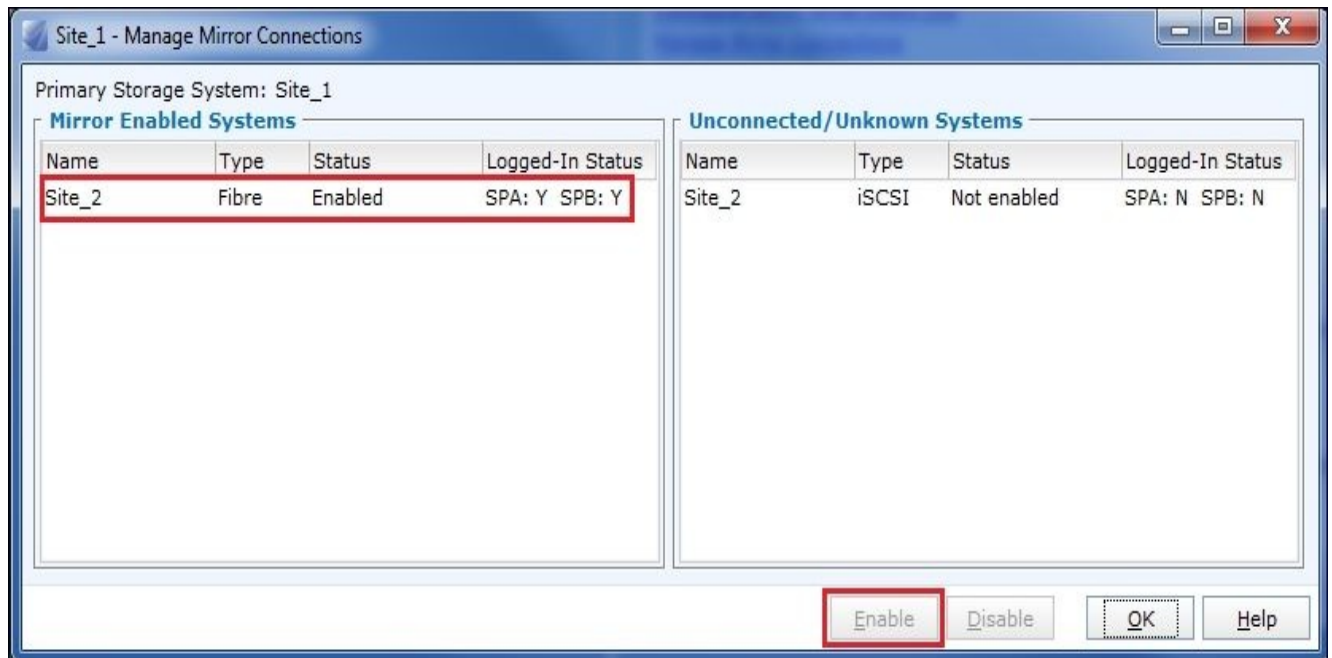 Site_1 - Manage Mirror Connections
Primary Storage System: Site_1
Mirror Enabled Systems
Name Type Status Logged-In Status
Site_2 Fibre Enabled SPA: Y SPB: Y
Unconnected/Unknown Systems
Name Type Status Logged-In Status
Site_2 iSCSI Not enabled SPA: N SPB: N
Enable Disable OK Help